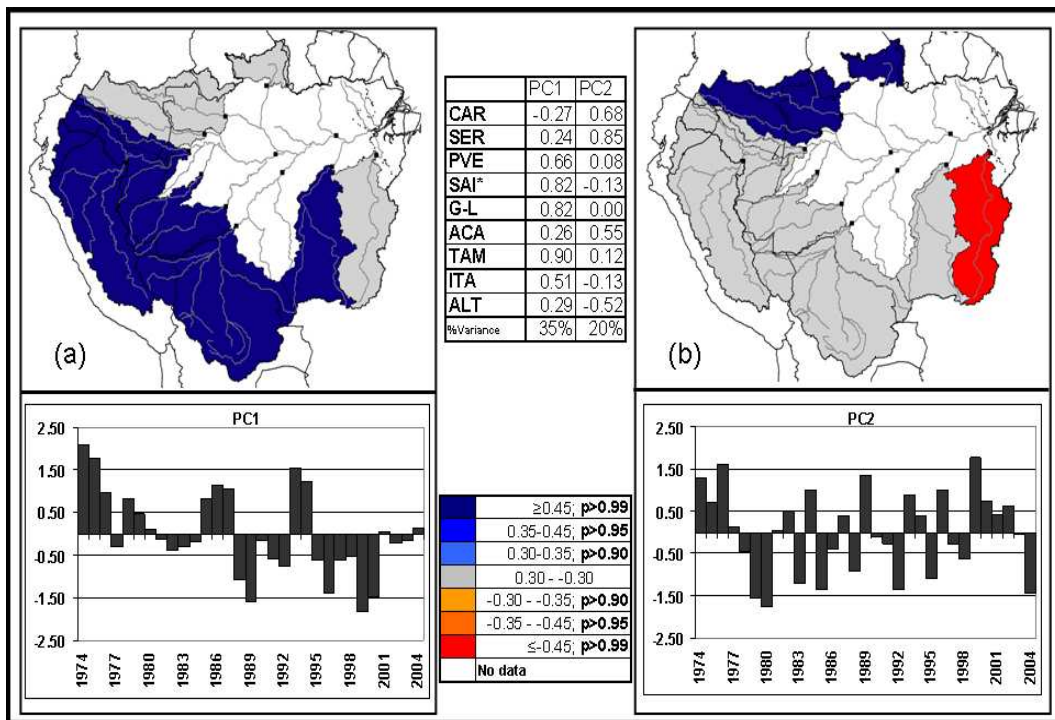 (a)
PC1 PC2
CAR -0.27 0.68
SER 0.24 0.85
PVE 0.66 0.08
SAI* 0.82 -0.13
G-L 0.82 0.00
ACA 0.26 0.55
TAM 0.90 0.12
ITA 0.51 -0.13
ALT 0.29 -0.52
%Variance 35% 20%
(b)
PC1
2.50
1.50
0.50
-0.50
-1.50
-2.50
1974 1977 1980 1983 1986 1989 1992 1995 1998 2001 2004
≥0.45; p>0.99
0.35-0.45; p>0.95
0.30-0.35; p>0.90
0.30 - -0.30
-0.30 - -0.35; p>0.90
-0.35 - -0.45; p>0.95
≤-0.45; p>0.99
No data
PC2
2.50
1.50
0.50
-0.50
-1.50
-2.50
1974 1977 1980 1983 1986 1989 1992 1995 1998 2001 2004